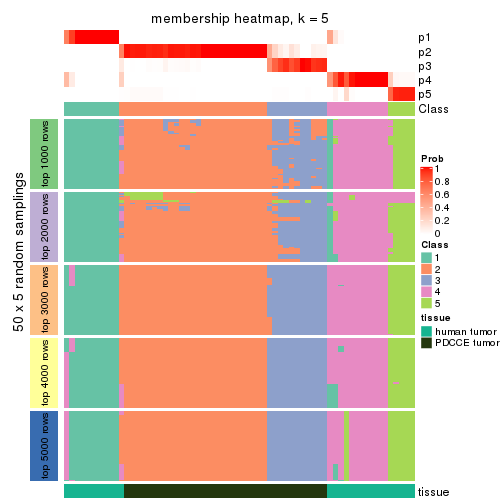 membership heatmap, k = 5
p1
p2
p3
p4
p5
Class
50 x 5 random samplings
top 1000 rows
top 2000 rows
top 3000 rows
top 4000 rows
top 5000 rows
Prob
1
0.8
0.6
0.4
0.2
0
Class
1
2
3
4
5
tissue
human tumor
PDCCE tumor
tissue